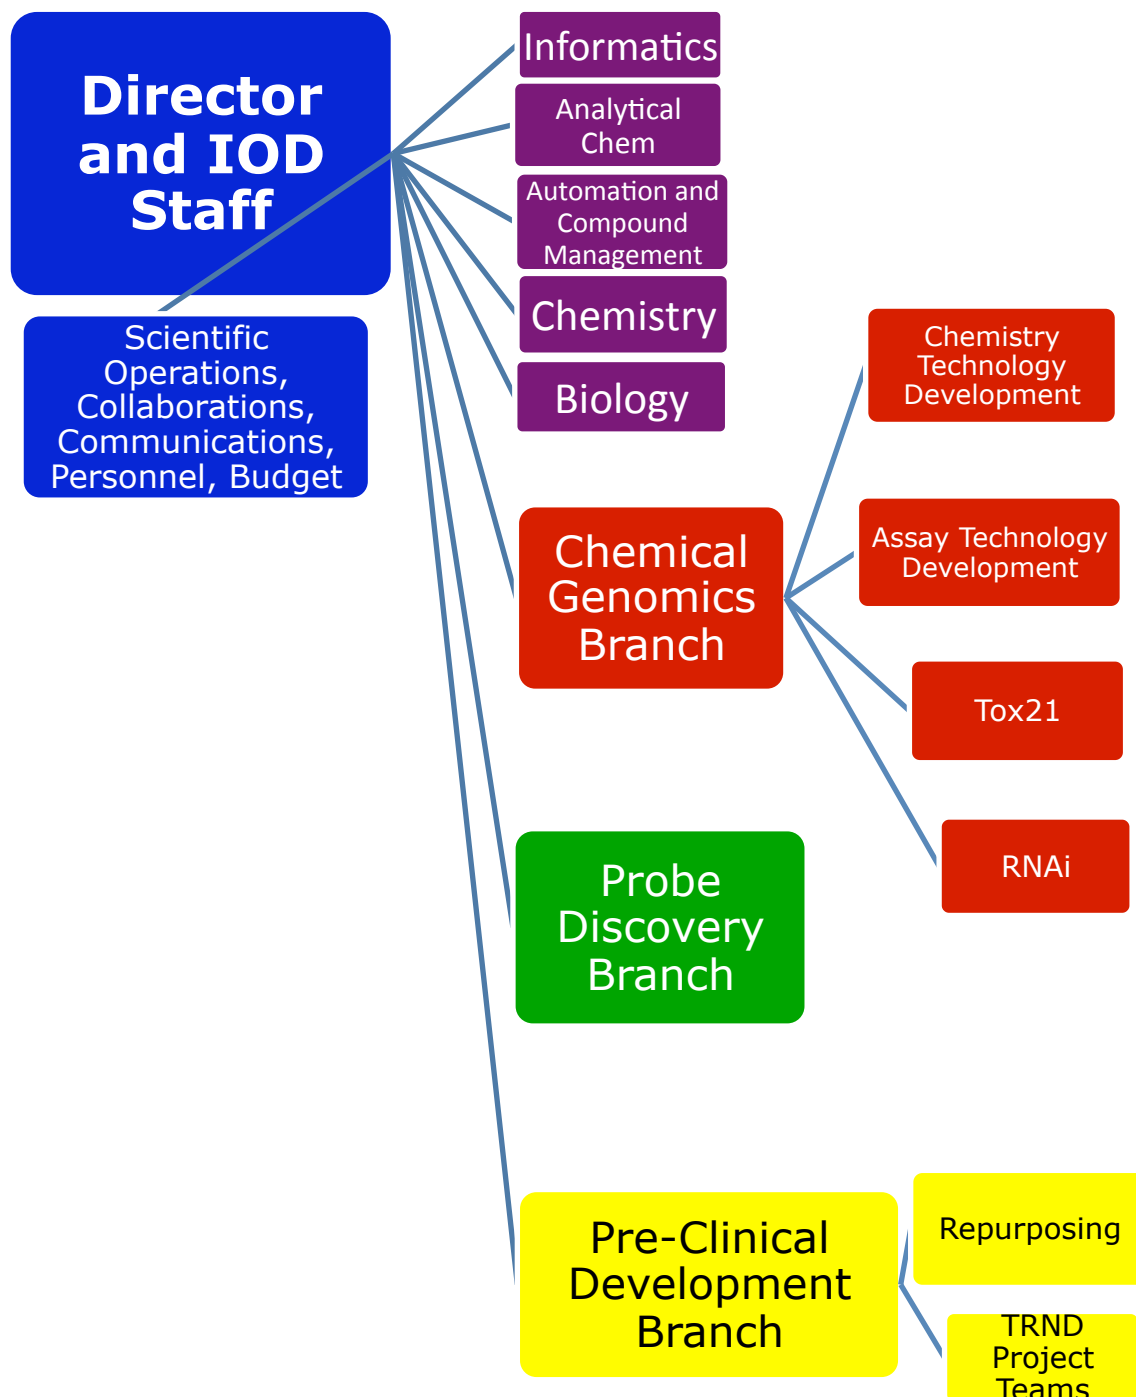 Director
and IOD
Staff
Scientific
Operations,
Collaborations,
Communications,
Personnel, Budget
Informatics
Analytical
Chem
Automation and
Compound
Management
Chemistry
Biology
Chemical
Genomics
Branch
Chemistry
Technology
Development
Assay Technology
Development
Tox21
RNAi
Probe
Discovery
Branch
Pre-Clinical
Development
Branch
Repurposing
TRND
Project
Teams